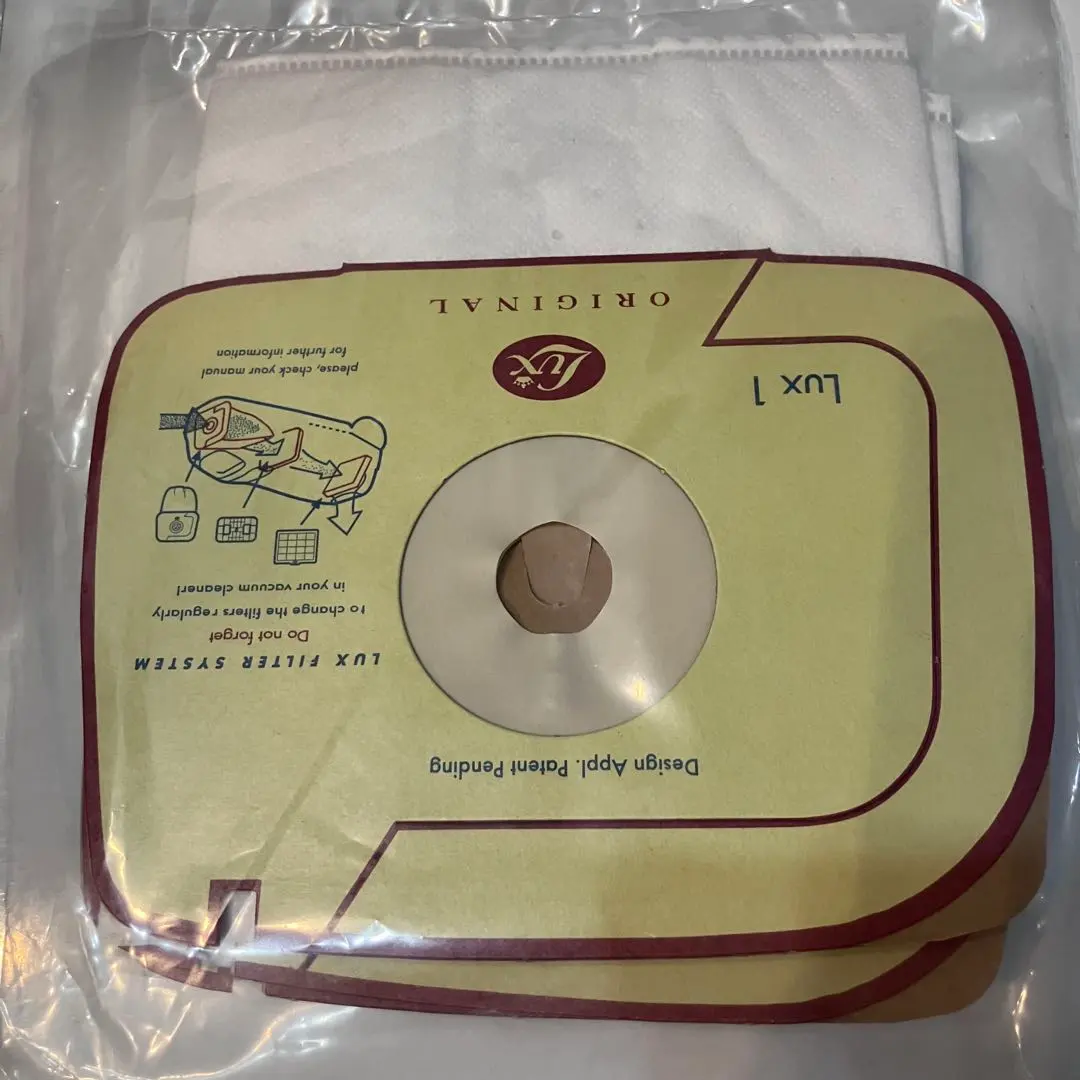 ORIGINAL
Lux
Lux 1
Design Appl. Patent Pending
LUX FILTER SYSTEM
Do not forget
to change the filters regularly
in your vacuum cleaner!
please, check your manual
for further information